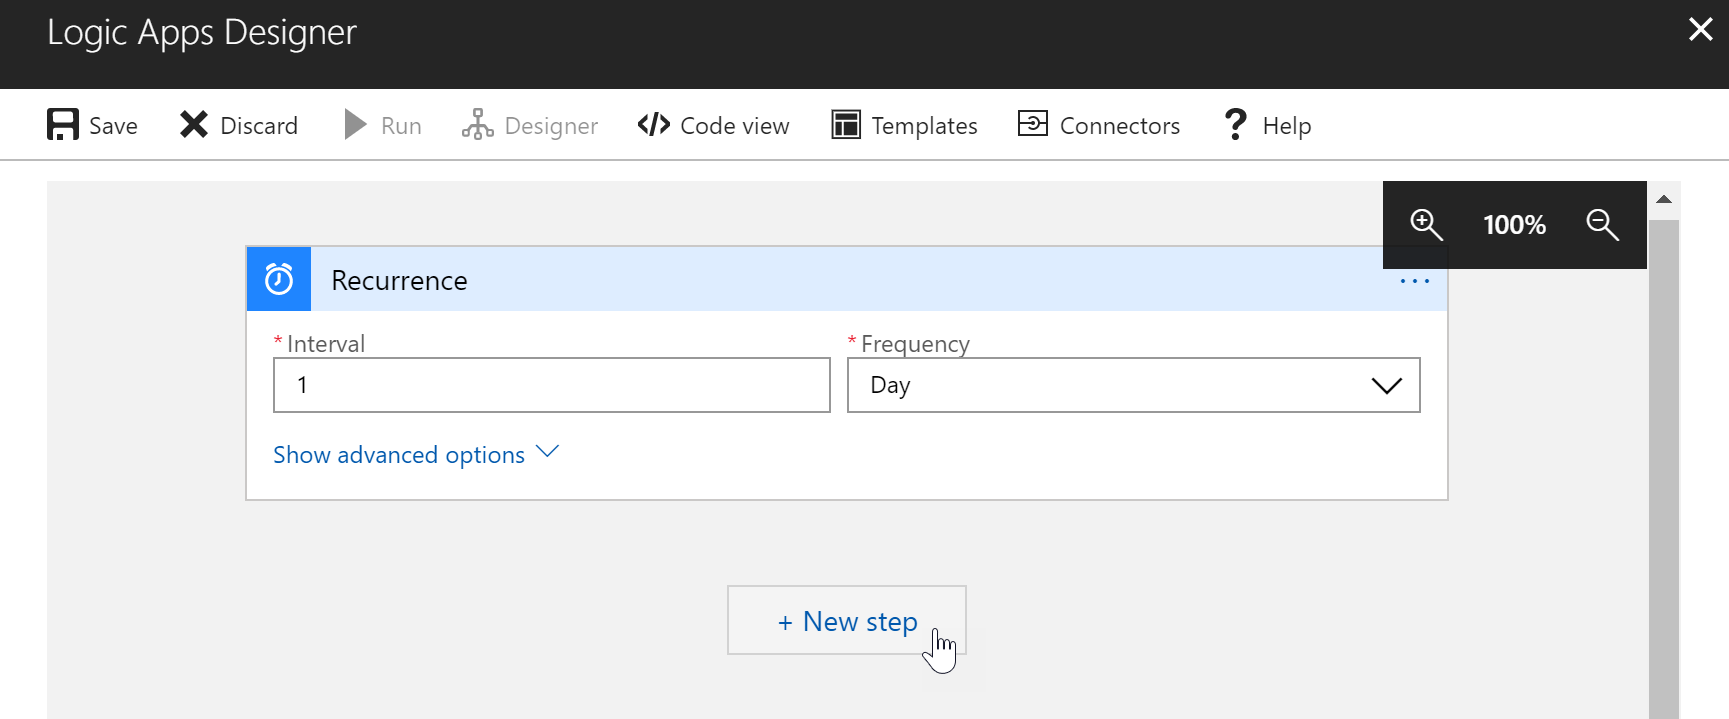 Logic Apps Designer
Save Discard Run Designer Code view Templates Connectors Help
100%
Recurrence
* Interval * Frequency
1 Day
Show advanced options
+ New step